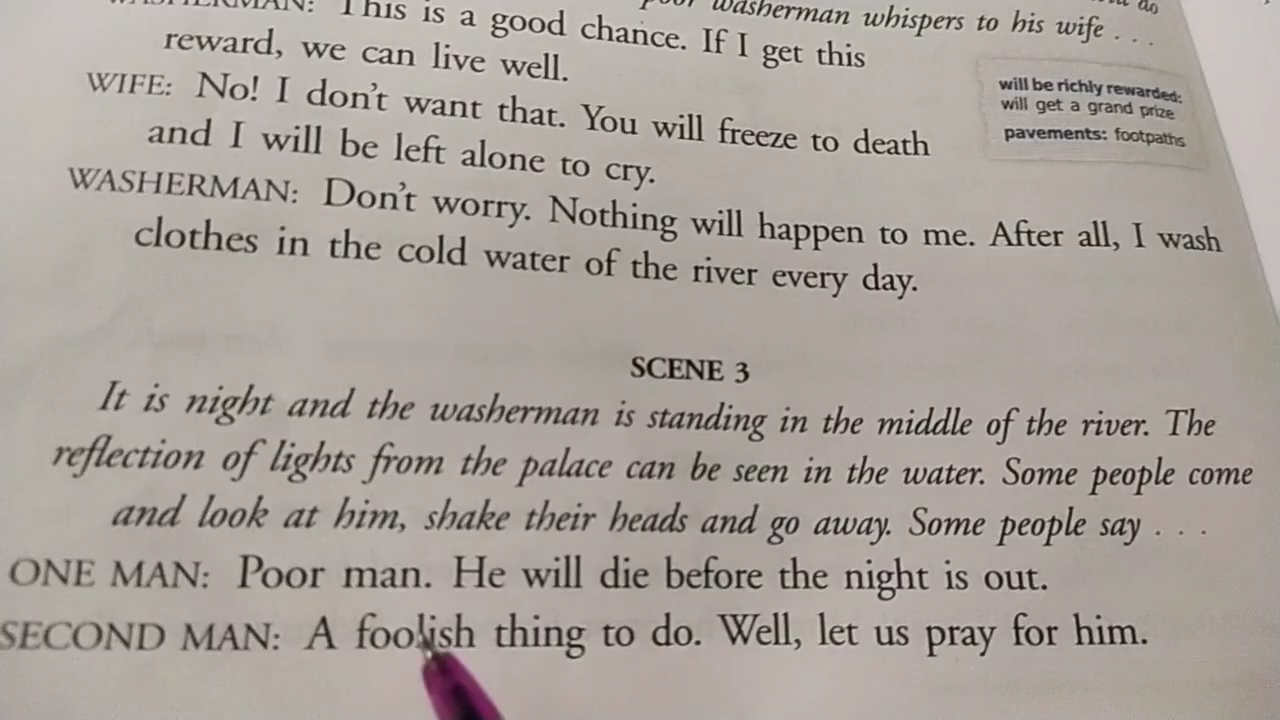 do
washerman whispers to his wife . . .
WASHERMAN: This is a good chance. If I get this
reward, we can live well.
WIFE: No! I don't want that. You will freeze to death
and I will be left alone to cry.
WASHERMAN: Don't worry. Nothing will happen to me. After all, I wash
clothes in the cold water of the river every day.
will be richly rewarded:
will get a grand prize
pavements: footpaths
SCENE 3
It is night and the washerman is standing in the middle of the river. The
reflection of lights from the palace can be seen in the water. Some people come
and look at him, shake their heads and go away. Some people say . . .
ONE MAN: Poor man. He will die before the night is out.
SECOND MAN: A foolish thing to do. Well, let us pray for him.